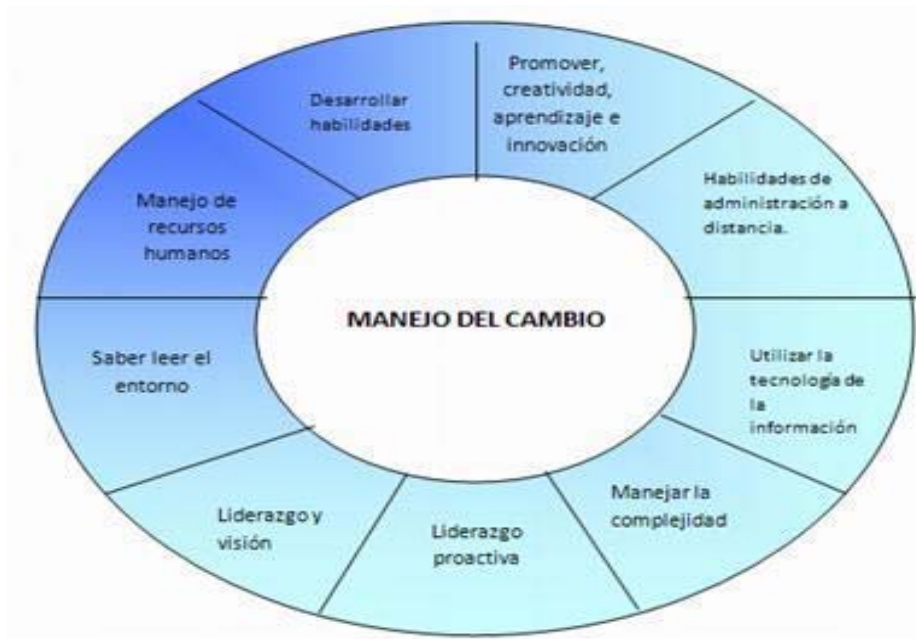 Desarrollar
habilidades
Promover,
creatividad,
aprendizaje e
innovación
Habilidades de
administración a
distancia.
Manejo de
recursos
humanos
MANEJO DEL CAMBIO
Saber leer el
entorno
Utilizar la
tecnología de
la
información
Manejar la
complejidad
Liderazgo y
visión
Liderazgo
proactiva